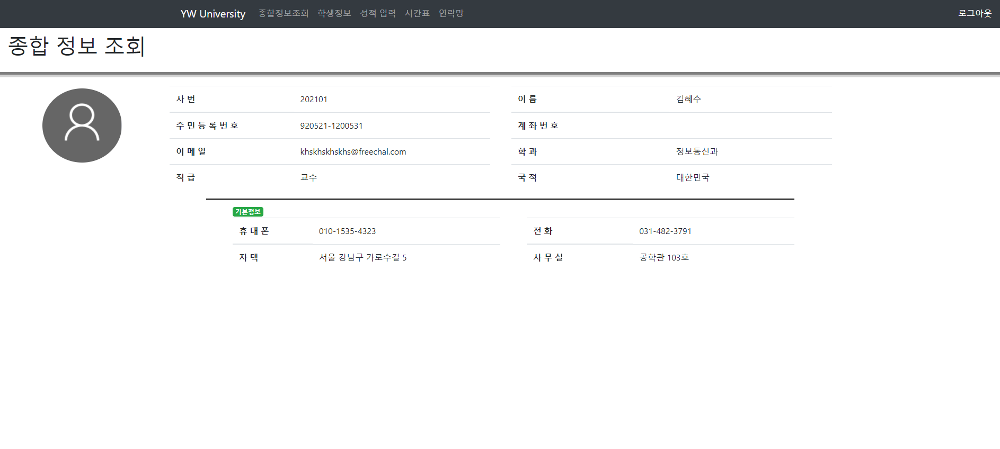 YW University 종합정보조회 학생정보 성적 입력 시간표 연락망 로그아웃
종합 정보 조회
사 번 202101 이 름 김혜수
주 민 등 록 번 호 920521-1200531 계 좌 번 호
이 메 일 khskhskhskhs@freechal.com 학 과 정보통신과
직 급 교수 국 적 대한민국
기본정보
휴 대 폰 010-1535-4323 전 화 031-482-3791
자 택 서울 강남구 가로수길 5 사 무 실 공학관 103호